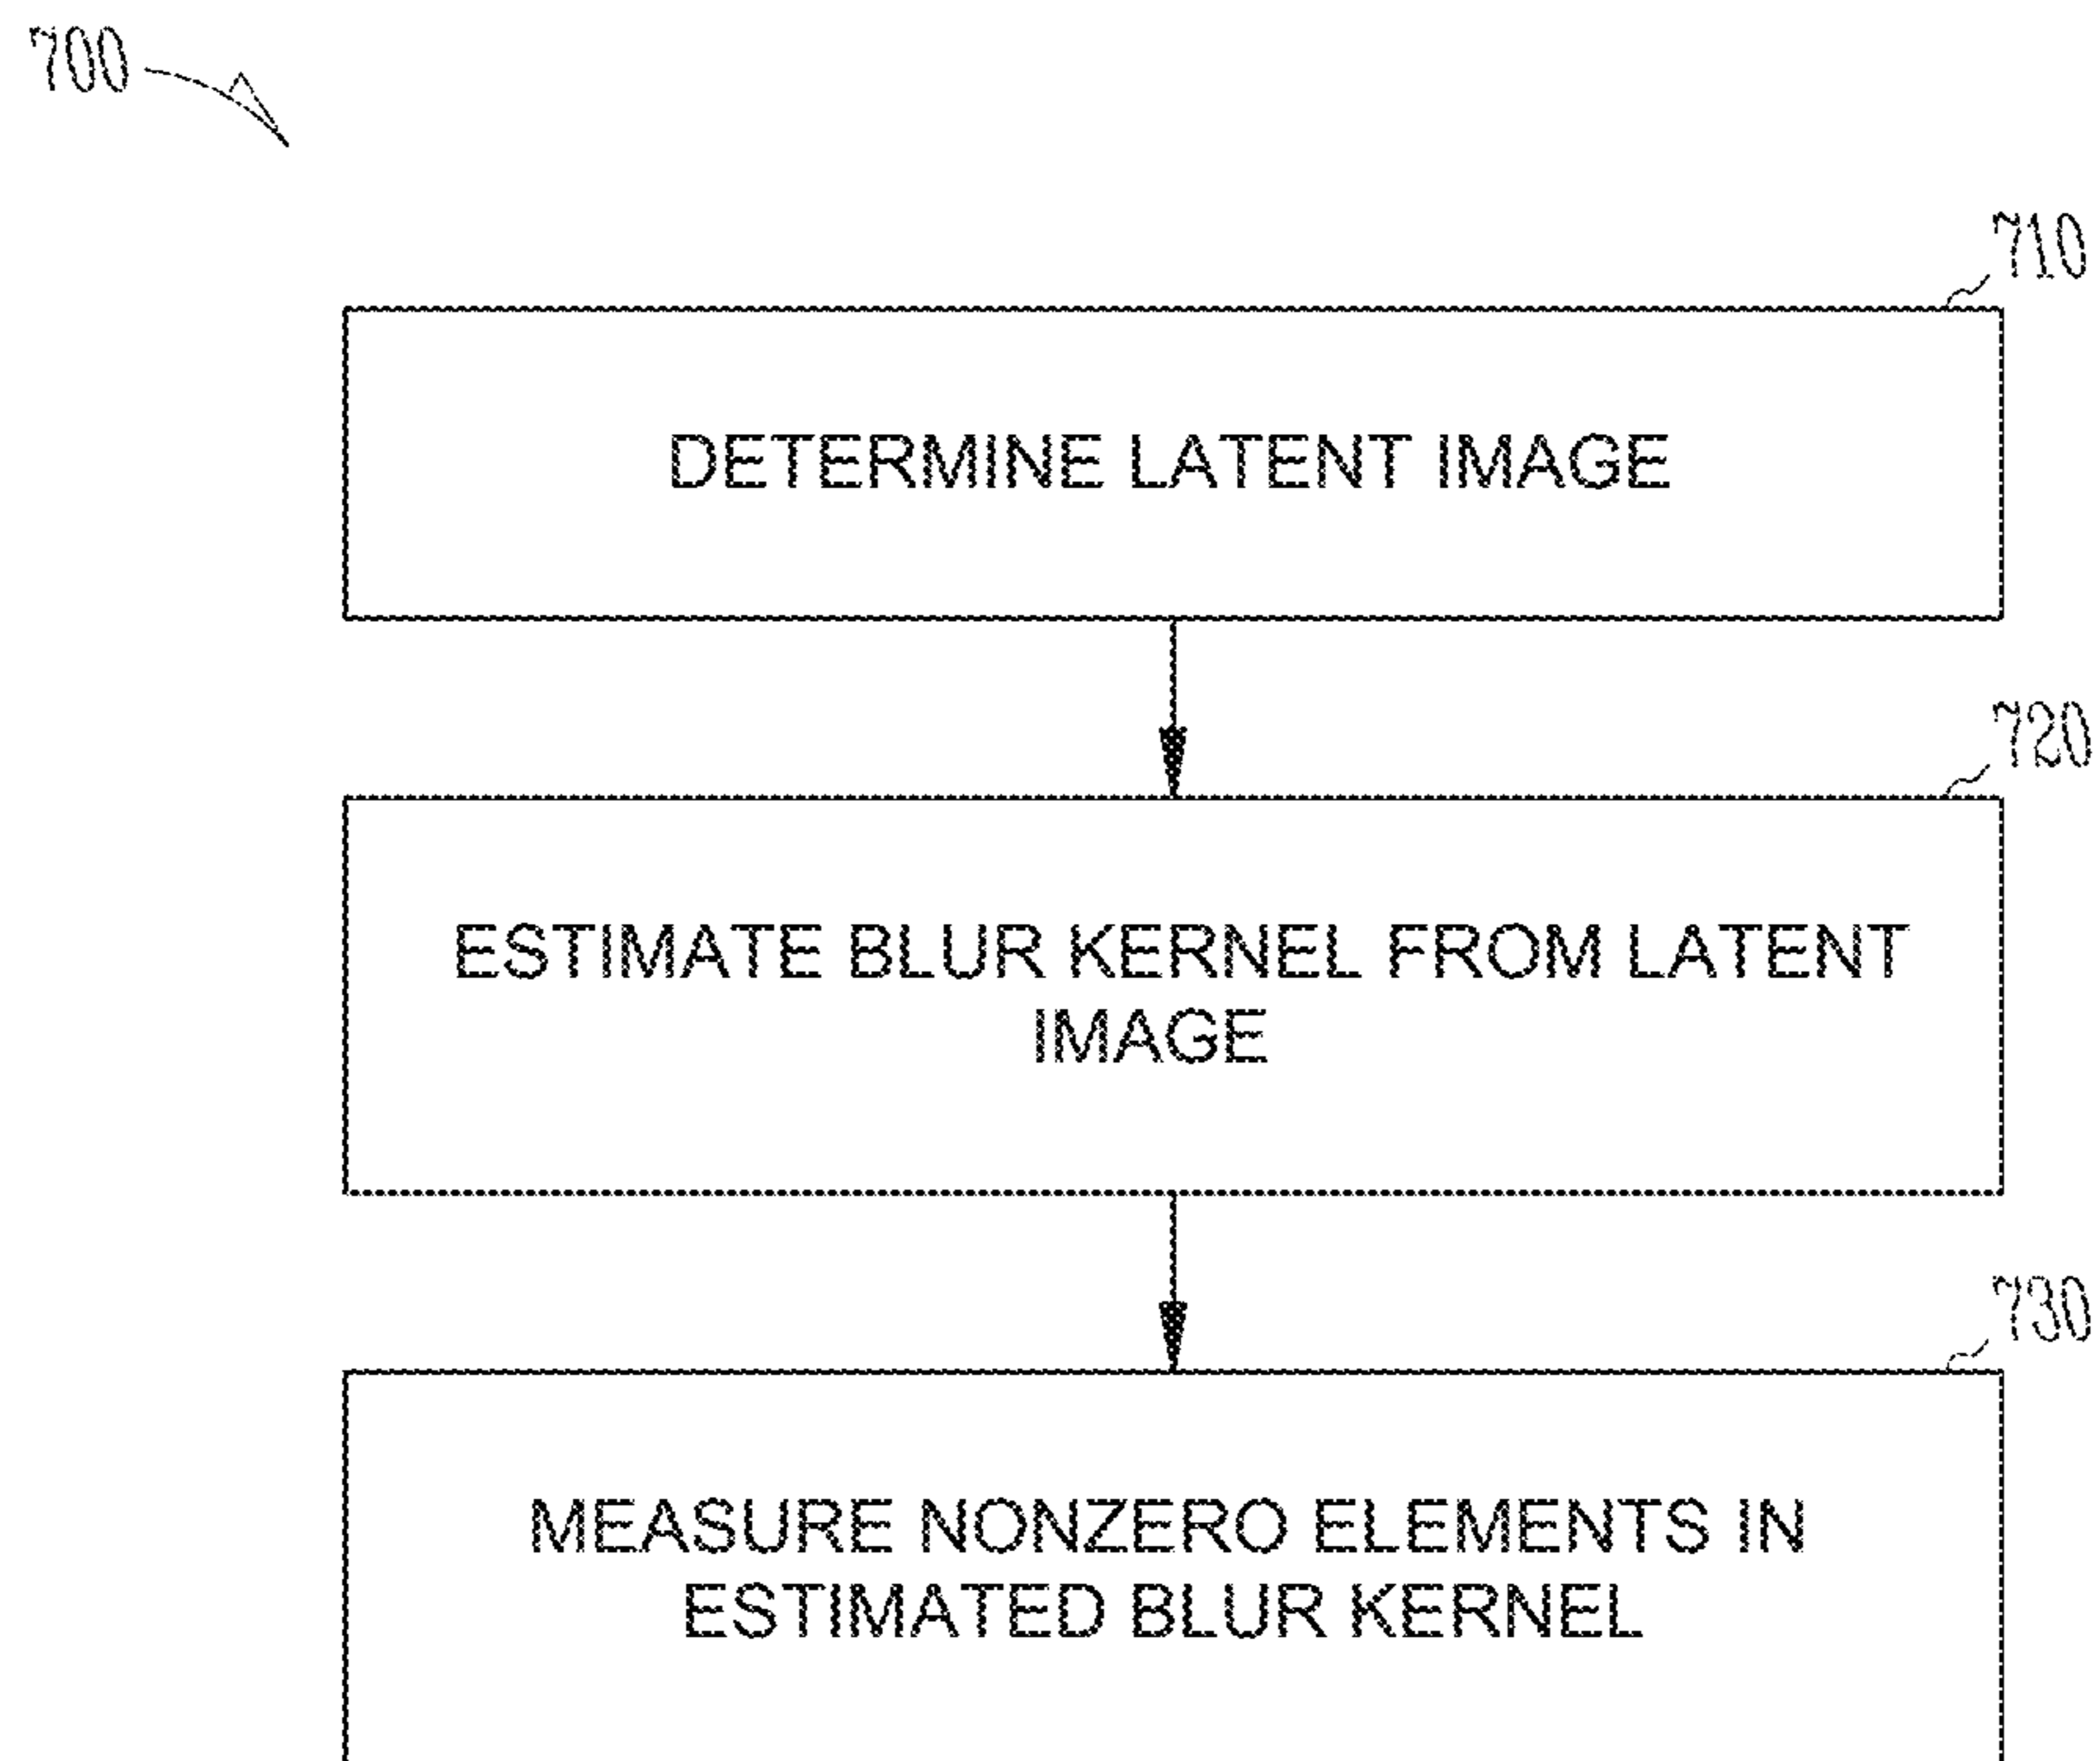 700
710
DETERMINE LATENT IMAGE
720
ESTIMATE BLUR KERNEL FROM LATENT
IMAGE
730
MEASURE NONZERO ELEMENTS IN
ESTIMATED BLUR KERNEL